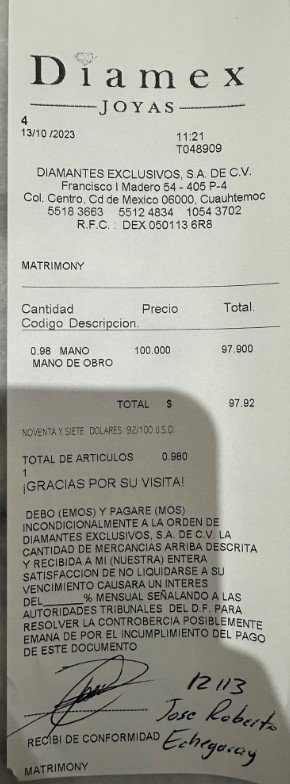 Diamex
JOYAS
4
13/10 /2023 11:21
T048909
DIAMANTES EXCLUSIVOS, S.A. DE C.V.
Francisco I Madero 54 - 405 P-4
Col. Centro, Cd de Mexico 06000, Cuauhtemoc
5518 3663 5512 4834 1054 3702
R.F.C. : DEX 050113 6R8
MATRIMONY
Cantidad Precio Total.
Codigo Descripcion.
0.98 MANO 100.000 97.900
MANO DE OBRO
TOTAL $ 97.92
NOVENTA Y SIETE DOLARES 92/100 U.S.D.
TOTAL DE ARTICULOS 0.980
1
¡GRACIAS POR SU VISITA!
DEBO (EMOS) Y PAGARE (MOS)
INCONDICIONALMENTE A LA ORDEN DE
DIAMANTES EXCLUSIVOS, S.A. DE C.V. LA
CANTIDAD DE MERCANCIAS ARRIBA DESCRITA
Y RECIBIDA A MI (NUESTRA) ENTERA
SATISFACCION DE NO LIQUIDARSE A SU
VENCIMIENTO CAUSARA UN INTERES
DEL____% MENSUAL SEÑALANDO A LAS
AUTORIDADES TRIBUNALES DEL D.F. PARA
RESOLVER LA CONTROBERCIA POSIBLEMENTE
EMANA DE POR EL INCUMPLIMIENTO DEL PAGO
DE ESTE DOCUMENTO
12113
Jose Roberto
RECIBI DE CONFORMIDAD Echegaray
MATRIMONY